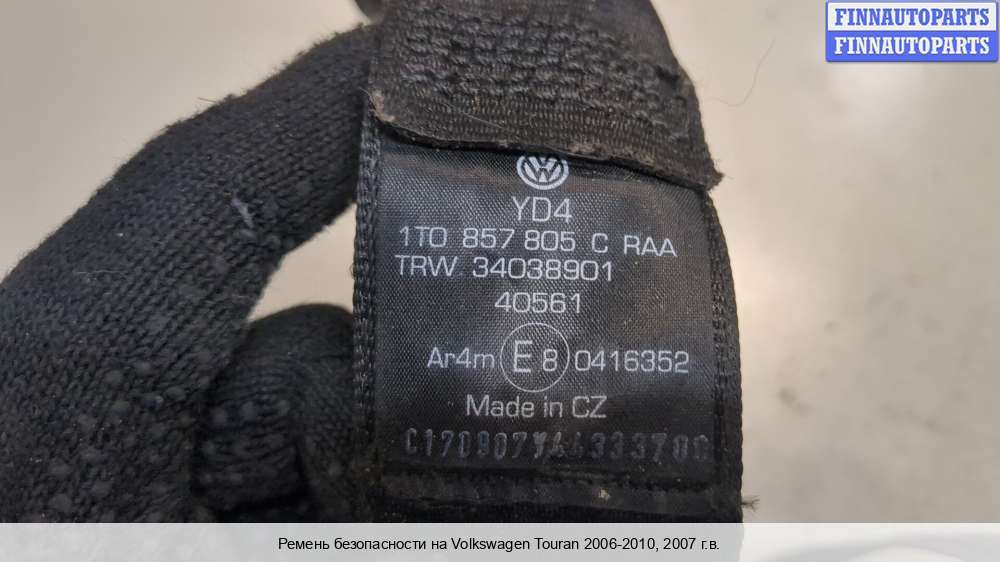 FINNAUTOPARTS
FINNAUTOPARTS
YD4
1T0 857 805 C RAA
TRW 34038901
40561
Ar4m E 8 0416352
Made in CZ
Ремень безопасности на Volkswagen Touran 2006-2010, 2007 г.в.